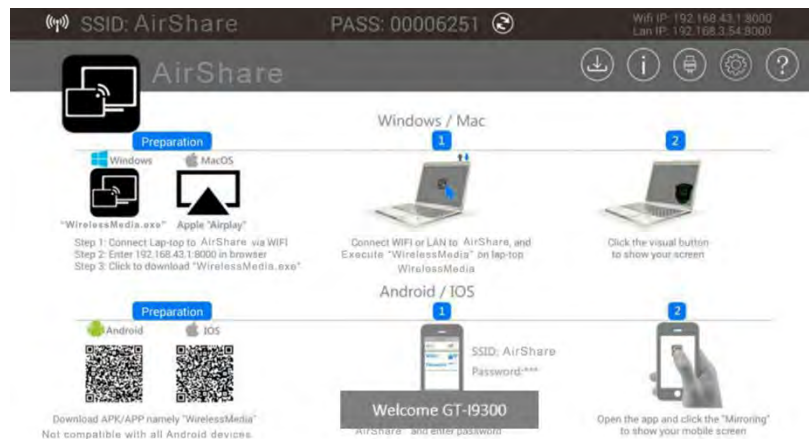 SSID: AirShare
PASS: 00006251
Wifi IP: 192.168.43.1:8000
Lan IP: 192.168.3.54:8000
AirShare
Windows / Mac
Preparation
1
2
Windows
MacOS
"WirelessMedia.exe"
Apple "Airplay"
Step 1: Connect Lap-top to AirShare via WIFI
Step 2: Enter 192.168.43.1:8000 in browser
Step 3: Click to download "WirelessMedia.exe"
Connect WIFI or LAN to AirShare, and
Execute "WirelessMedia" on lap-top
WirelossMedia
Click the visual button
to show your screen
Android / IOS
Preparation
1
2
Android
IOS
SSID: AirShare
Password:***
Download APK/APP namely "WirelessMedia"
Not compatible with all Android devices.
Welcome GT-I9300
AirShare and enter password
Open the app and click the "Mirroring"
to show your mobile screen